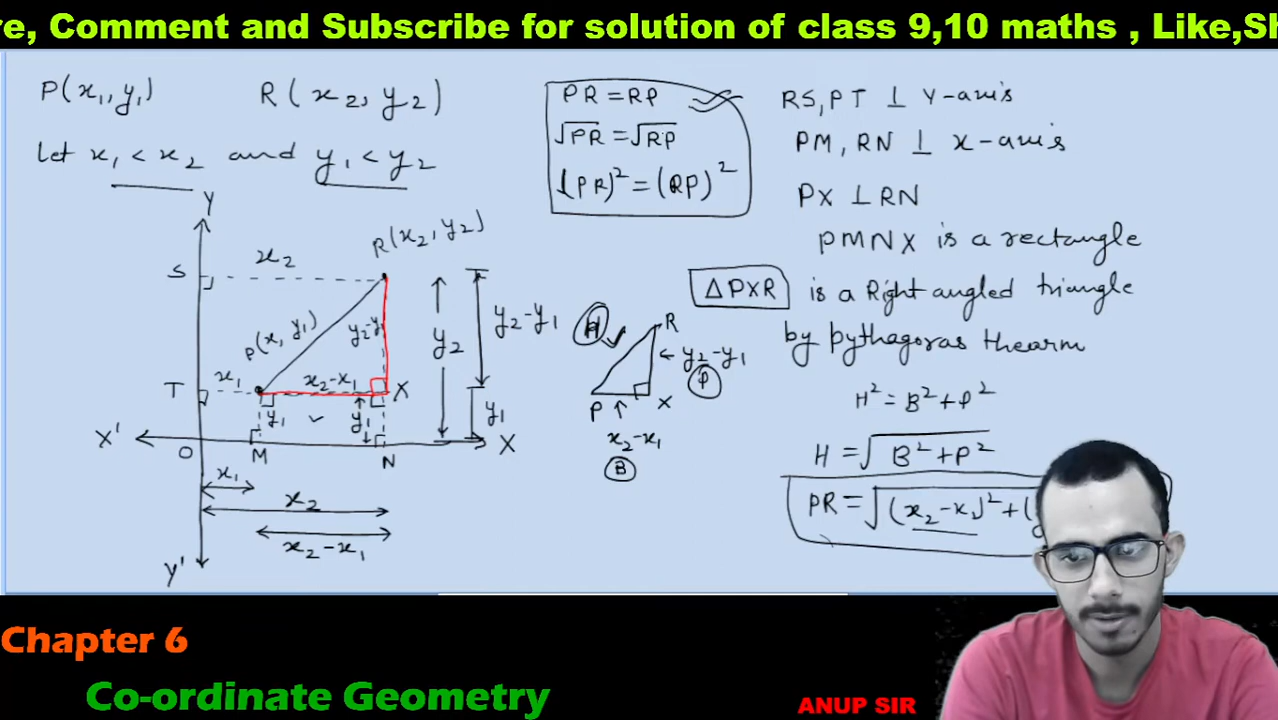 re, Comment and Subscribe for solution of class 9,10 maths , Like,Sh
P(x₁, y₁) R(x₂, y₂)
Let x₁ < x₂ and y₁ < y₂
PR = RP
√PR = √RP
(PR)² = (RP)²
RS, PT ⊥ Y-axis
PM, RN ⊥ x-axis
PX ⊥ RN
PMNX is a rectangle
ΔPXR is a Right angled triangle
by pythagoras thearm
H² = B² + P²
H = √B² + P²
PR = √(x₂-x₁)² + (
Y
R(x₂, y₂)
S x₂
P(x, y₁) y₂-y₁
T x₁ x₂-x₁ X
y₁ y₁
X' O M N X
x₁
x₂
x₂-x₁
y'
y₂ y₂-y₁
y₁
H R
y₂-y₁
P
P X
x₂-x₁
B
Chapter 6
Co-ordinate Geometry
ANUP SIR